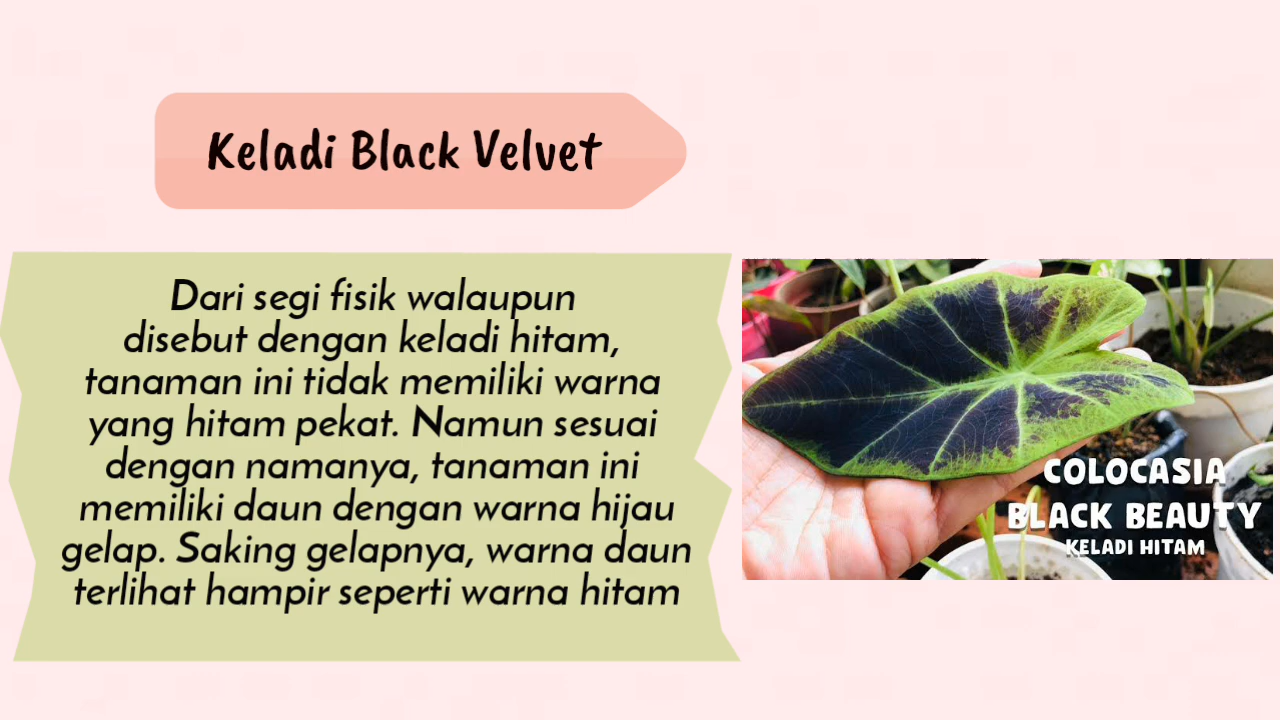 Keladi Black Velvet
Dari segi fisik walaupun
disebut dengan keladi hitam,
tanaman ini tidak memiliki warna
yang hitam pekat. Namun sesuai
dengan namanya, tanaman ini
memiliki daun dengan warna hijau
gelap. Saking gelapnya, warna daun
terlihat hampir seperti warna hitam
COLOCASIA
BLACK BEAUTY
KELADI HITAM